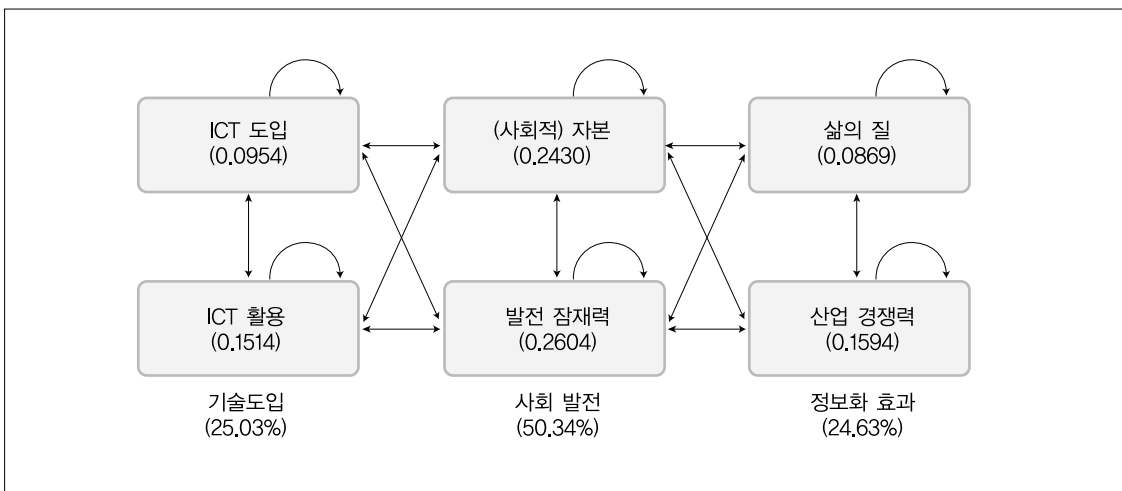 ICT 도입
(0.0954)
(사회적) 자본
(0.2430)
삶의 질
(0.0869)
ICT 활용
(0.1514)
발전 잠재력
(0.2604)
산업 경쟁력
(0.1594)
기술도입
(25.03%)
사회 발전
(50.34%)
정보화 효과
(24.63%)